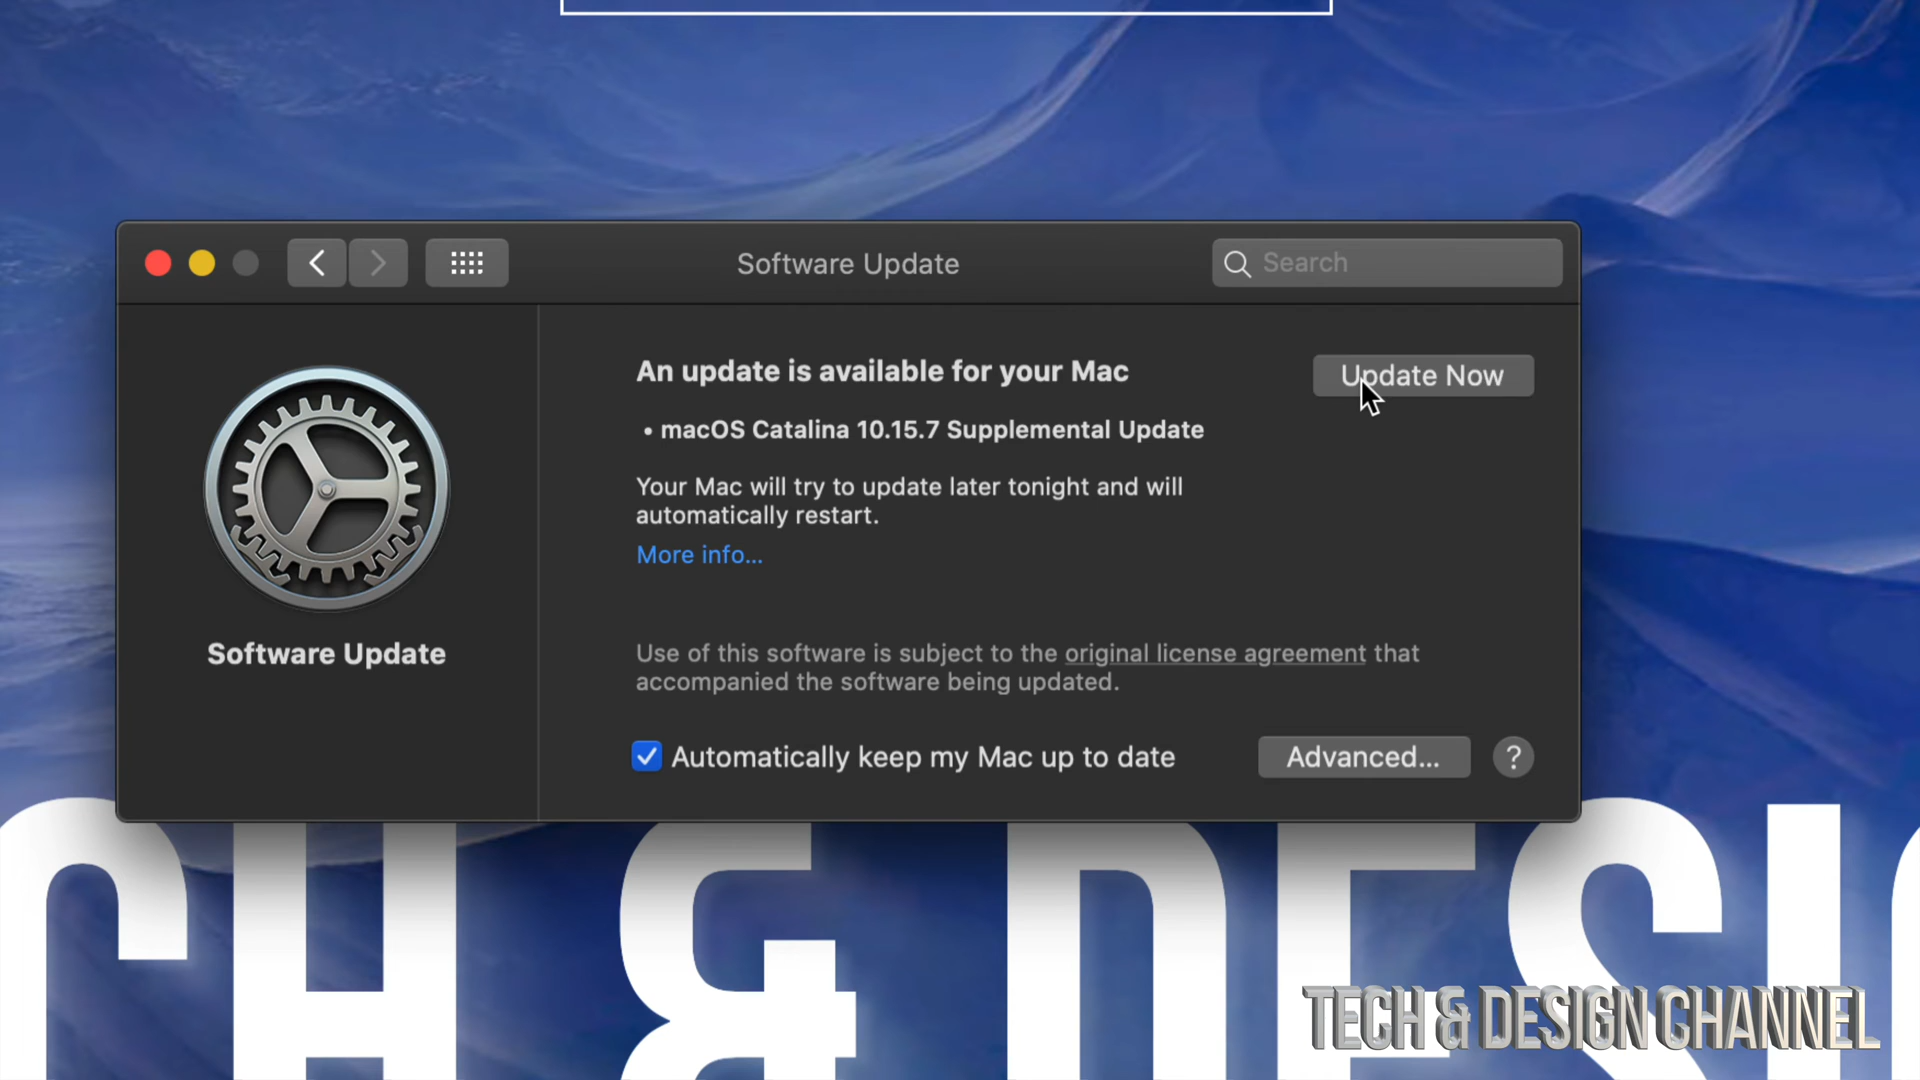 Software Update
Search
An update is available for your Mac
Update Now
• macOS Catalina 10.15.7 Supplemental Update
Your Mac will try to update later tonight and will
automatically restart.
More info...
Software Update
Use of this software is subject to the original license agreement that
accompanied the software being updated.
Automatically keep my Mac up to date
Advanced...
?
CH & DESI
TECH & DESIGN CHANNEL